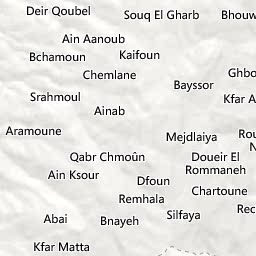 Deir Qoubel
Souq El Gharb
Bhouw
Ain Aanoub
Bchamoun
Kaifoun
Chemlane
Ghbo
Bayssor
Srahmoul
Kfar A
Ainab
Aramoune
Mejdlaiya
Rou
N
Qabr Chmoûn
Doueir El
Rommaneh
Ain Ksour
Dfoun
Chartoune
Remhala
Rec
Abai
Bnayeh
Silfaya
Kfar Matta